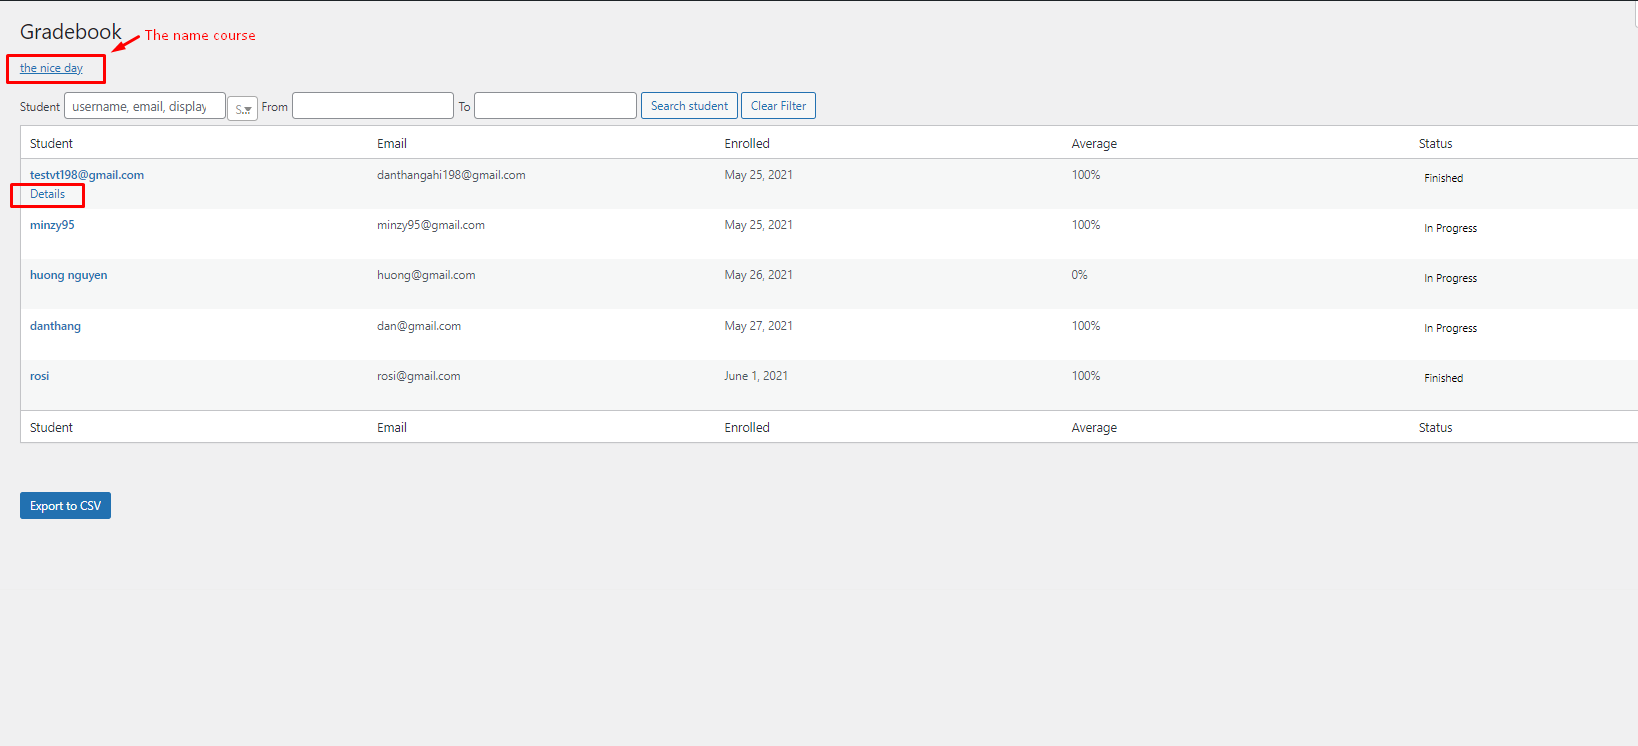 Gradebook
The name course
the nice day
Student username, email, display S... From To Search student Clear Filter
Student Email Enrolled Average Status
testvt198@gmail.com danthangahi198@gmail.com May 25, 2021 100% Finished
Details
minzy95 minzy95@gmail.com May 25, 2021 100% In Progress
huong nguyen huong@gmail.com May 26, 2021 0% In Progress
danthang dan@gmail.com May 27, 2021 100% In Progress
rosi rosi@gmail.com June 1, 2021 100% Finished
Student Email Enrolled Average Status
Export to CSV